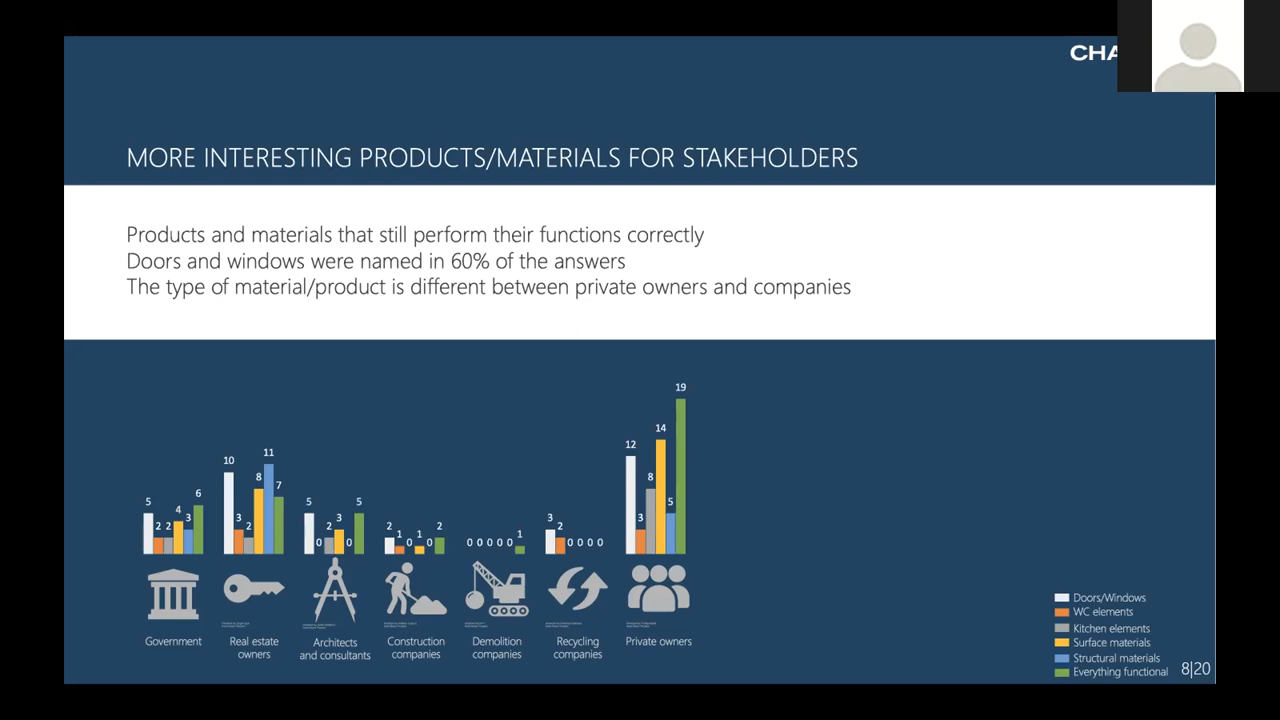 CHA
MORE INTERESTING PRODUCTS/MATERIALS FOR STAKEHOLDERS
Products and materials that still perform their functions correctly
Doors and windows were named in 60% of the answers
The type of material/product is different between private owners and companies
5 2 2 4 3 6
10 3 2 8 11 7
5 0 2 3 0 5
2 1 0 1 0 2
0 0 0 0 0 1
3 2 0 0 0 0
12 3 8 14 5 19
Government
Real estate
owners
Architects
and consultants
Construction
companies
Demolition
companies
Recycling
companies
Private owners
Doors/Windows
WC elements
Kitchen elements
Surface materials
Structural materials
Everything functional
8|20